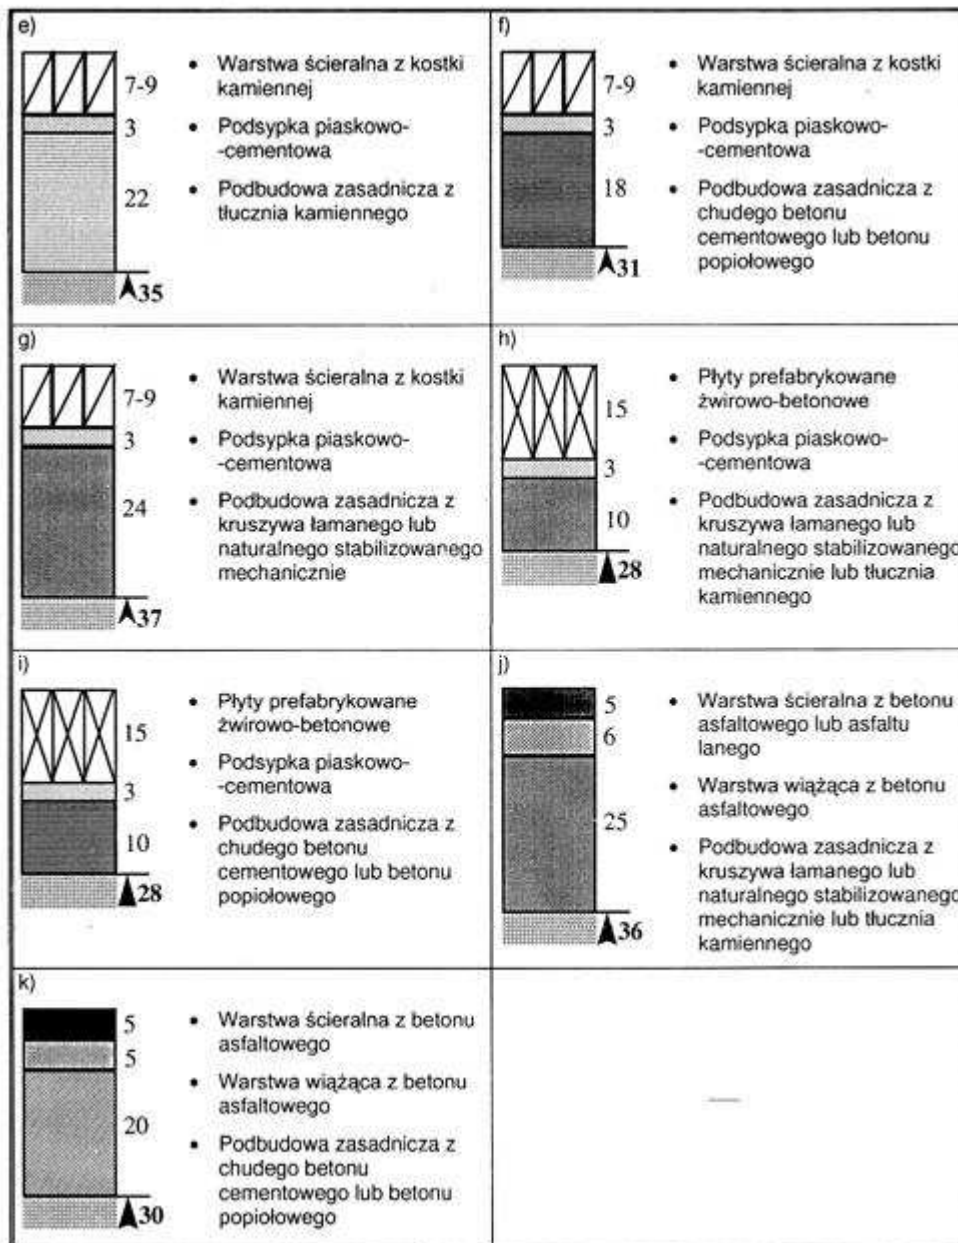 e)
7-9
3
22
35
• Warstwa ścieralna z kostki
kamiennej
• Podsypka piaskowo-
-cementowa
• Podbudowa zasadnicza z
tłucznia kamiennego
f)
7-9
3
18
31
• Warstwa ścieralna z kostki
kamiennej
• Podsypka piaskowo-
-cementowa
• Podbudowa zasadnicza z
chudego betonu
cementowego lub betonu
popiołowego
g)
7-9
3
24
37
• Warstwa ścieralna z kostki
kamiennej
• Podsypka piaskowo-
-cementowa
• Podbudowa zasadnicza z
kruszywa łamanego lub
naturalnego stabilizowanego
mechanicznie
h)
15
3
10
28
• Płyty prefabrykowane
żwirowo-betonowe
• Podsypka piaskowo-
-cementowa
• Podbudowa zasadnicza z
kruszywa łamanego lub
naturalnego stabilizowanego
mechanicznie lub tłucznia
kamiennego
i)
15
3
10
28
• Płyty prefabrykowane
żwirowo-betonowe
• Podsypka piaskowo-
-cementowa
• Podbudowa zasadnicza z
chudego betonu
cementowego lub betonu
popiołowego
j)
5
6
25
36
• Warstwa ścieralna z betonu
asfaltowego lub asfaltu
lanego
• Warstwa wiążąca z betonu
asfaltowego
• Podbudowa zasadnicza z
kruszywa łamanego lub
naturalnego stabilizowanego
mechanicznie lub tłucznia
kamiennego
k)
5
5
20
30
• Warstwa ścieralna z betonu
asfaltowego
• Warstwa wiążąca z betonu
asfaltowego
• Podbudowa zasadnicza z
chudego betonu
cementowego lub betonu
popiołowego